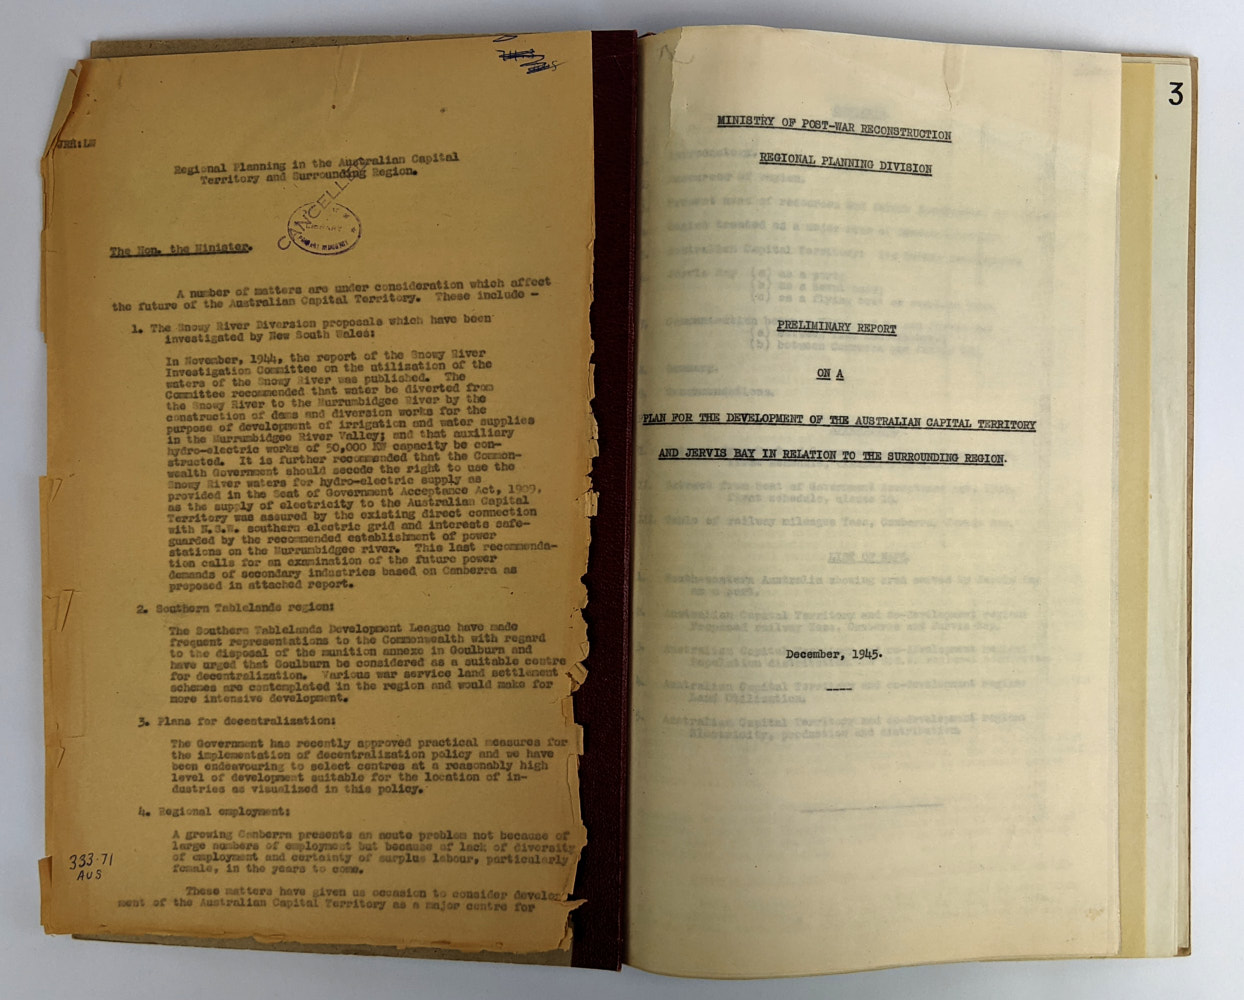 JRR:LW
Regional Planning in the Australian Capital
Territory and Surrounding Region.
CANCELLED
The Hon. the Minister.
A number of matters are under consideration which affect
the future of the Australian Capital Territory. These include -
1. The Snowy River Diversion proposals which have been
investigated by New South Wales:
In November, 1944, the report of the Snowy River
Investigation Committee on the utilization of the
waters of the Snowy River was published. The
Committee recommended that water be diverted from
the Snowy River to the Murrumbidgee River by the
construction of dams and diversion works for the
purpose of development of irrigation and water supplies
in the Murrumbidgee River Valley; and that auxiliary
hydro-electric works of 50,000 KW capacity be con-
structed. It is further recommended that the Common-
wealth Government should secede the right to use the
Snowy River waters for hydro-electric supply as
provided in the Seat of Government Acceptance Act, 1909,
as the supply of electricity to the Australian Capital
Territory was assured by the existing direct connection
with N.S.W. southern electric grid and interests safe-
guarded by the recommended establishment of power
stations on the Murrumbidgee river. This last recommenda-
tion calls for an examination of the future power
demands of secondary industries based on Canberra as
proposed in attached report.
2. Southern Tablelands region:
The Southern Tablelands Development League have made
frequent representations to the Commonwealth with regard
to the disposal of the munition annexe in Goulburn and
have urged that Goulburn be considered as a suitable centre
for decentralization. Various war service land settlement
schemes are contemplated in the region and would make for
more intensive development.
3. Plans for decentralization:
The Government has recently approved practical measures for
the implementation of decentralization policy and we have
been endeavouring to select centres at a reasonably high
level of development suitable for the location of in-
dustries as visualized in this policy.
4. Regional employment:
A growing Canberra presents an acute problem not because of
large numbers of employment but because of lack of diversity
of employment and certainty of surplus labour, particularly
female, in the years to come.
These matters have given us occasion to consider develop-
ment of the Australian Capital Territory as a major centre for
333.71
AUS
3
MINISTRY OF POST-WAR RECONSTRUCTION
REGIONAL PLANNING DIVISION
PRELIMINARY REPORT
ON A
PLAN FOR THE DEVELOPMENT OF THE AUSTRALIAN CAPITAL TERRITORY
AND JERVIS BAY IN RELATION TO THE SURROUNDING REGION.
December, 1945.